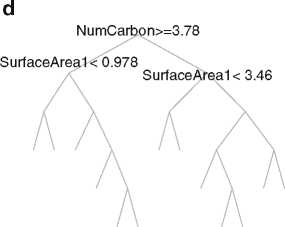 d
NumCarbon>=3.78
SurfaceArea1< 0.978
SurfaceArea1< 3.46